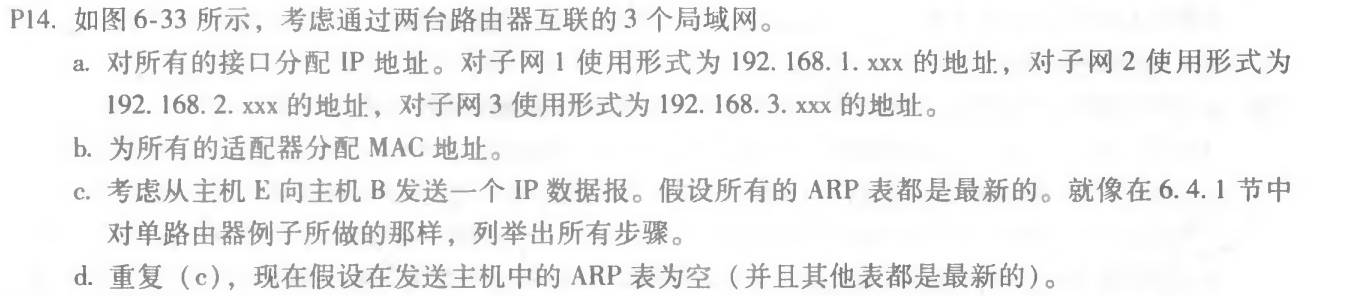 P14. 如图 6-33 所示，考虑通过两台路由器互联的 3 个局域网。
a. 对所有的接口分配 IP 地址。对子网 1 使用形式为 192. 168. 1. xxx 的地址，对子网 2 使用形式为
192. 168. 2. xxx 的地址，对子网 3 使用形式为 192. 168. 3. xxx 的地址。
b. 为所有的适配器分配 MAC 地址。
c. 考虑从主机 E 向主机 B 发送一个 IP 数据报。假设所有的 ARP 表都是最新的。就像在 6. 4. 1 节中
对单路由器例子所做的那样，列举出所有步骤。
d. 重复（c），现在假设在发送主机中的 ARP 表为空（并且其他表都是最新的）。